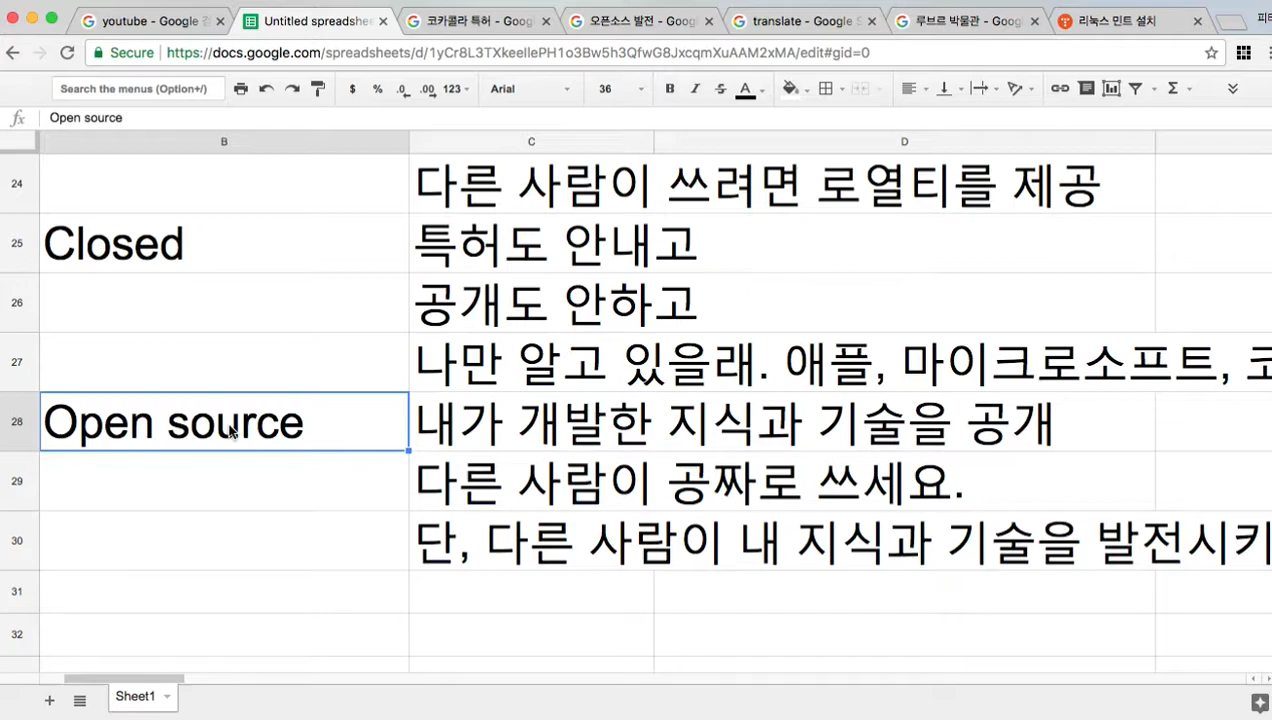 youtube - Google 검
Untitled spreadshee
코카콜라 특허 - Goog
오픈소스 발전 - Goog
translate - Google S
루브르 박물관 - Googl
리눅스 민트 설치
Secure
https://docs.google.com/spreadsheets/d/1yCr8L3TXkeeIlePH1o3Bw5h3QfwG8JxcqmXuAAM2xMA/edit#gid=0
Search the menus (Option+/)
$ % .0 .00 123
Arial
36
B I S A
fx Open source
B C D
24 다른 사람이 쓰려면 로열티를 제공
25 Closed 특허도 안내고
26 공개도 안하고
27 나만 알고 있을래. 애플, 마이크로소프트, 코
28 Open source 내가 개발한 지식과 기술을 공개
29 다른 사람이 공짜로 쓰세요.
30 단, 다른 사람이 내 지식과 기술을 발전시키
31
32
Sheet1